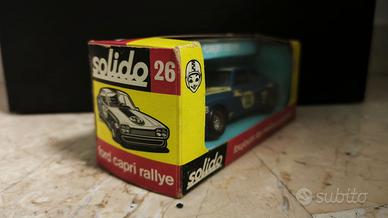 solido 26
ford capri rallye
solido
subito